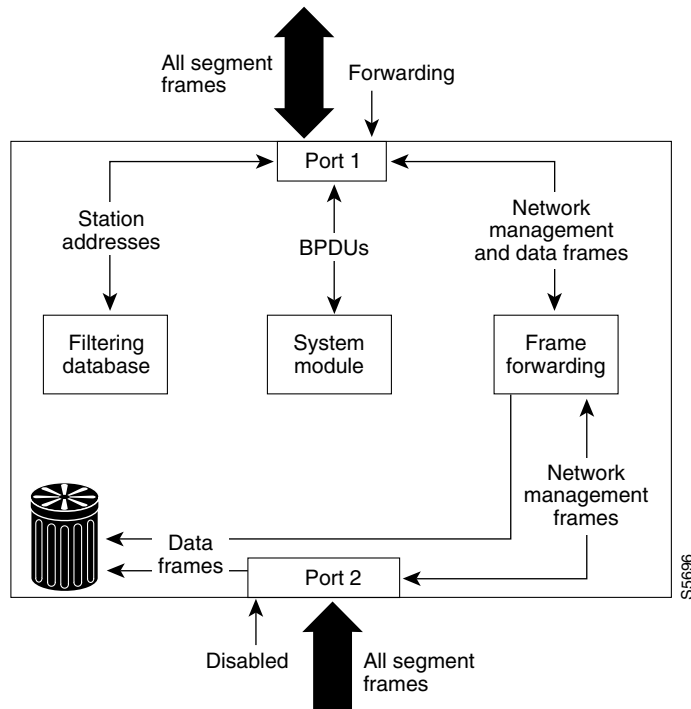 All segment
frames
Forwarding
Port 1
Station
addresses
BPDUs
Network
management
and data frames
Filtering
database
System
module
Frame
forwarding
Network
management
frames
Data
frames
Port 2
S5696
Disabled
All segment
frames